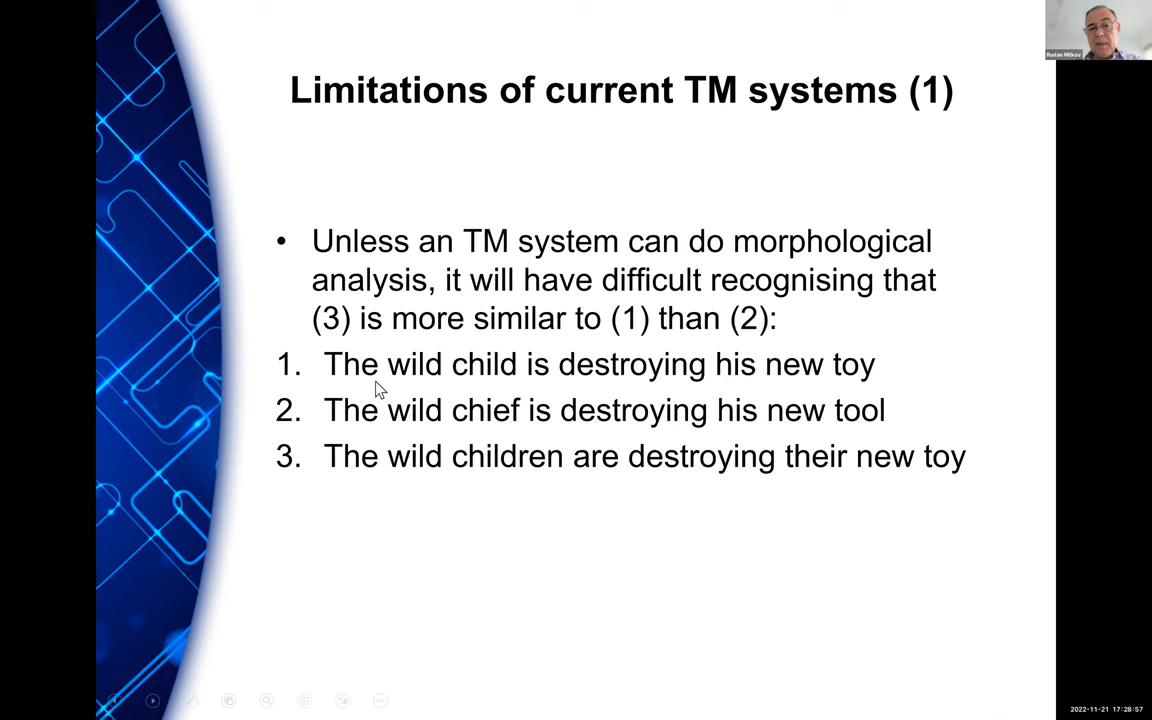 Ruslan Mitkov
Limitations of current TM systems (1)
• Unless an TM system can do morphological
analysis, it will have difficult recognising that
(3) is more similar to (1) than (2):
1. The wild child is destroying his new toy
2. The wild chief is destroying his new tool
3. The wild children are destroying their new toy
2022-11-21 17:28:57